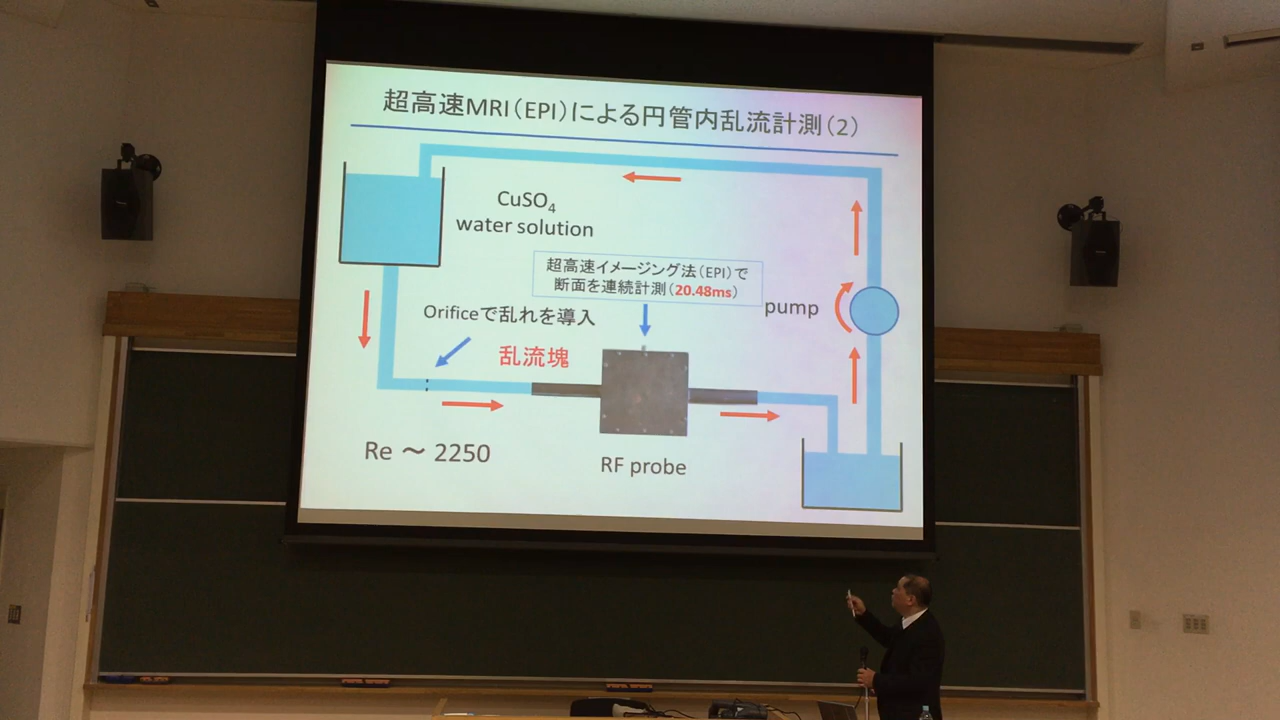 超高速MRI(EPI)による円管内乱流計測(2)
CuSO₄
water solution
超高速イメージング法(EPI)で
断面を連続計測(20.48ms)
pump
Orificeで乱れを導入
乱流塊
Re ～ 2250
RF probe